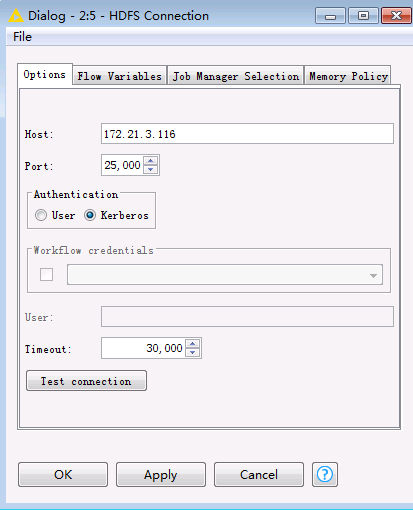 Dialog - 2:5 - HDFS Connection
File
Options Flow Variables Job Manager Selection Memory Policy
Host: 172.21.3.116
Port: 25,000
Authentication
User Kerberos
Workflow credentials
User:
Timeout: 30,000
Test connection
OK Apply Cancel ?